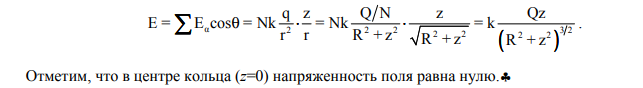 E = ∑E_α cosθ = Nk q/r² · z/r = Nk (Q/N)/(R² + z²) · z/√(R² + z²) = k Qz/(R² + z²)^(3/2) .
Отметим, что в центре кольца (z=0) напряженность поля равна нулю.♣